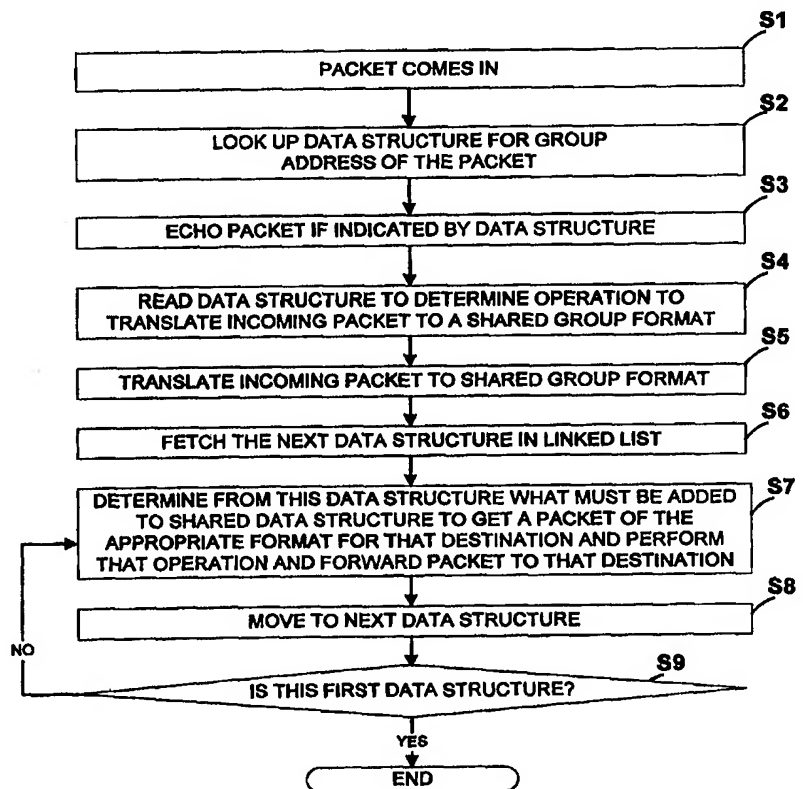 S1
PACKET COMES IN
S2
LOOK UP DATA STRUCTURE FOR GROUP
ADDRESS OF THE PACKET
S3
ECHO PACKET IF INDICATED BY DATA STRUCTURE
S4
READ DATA STRUCTURE TO DETERMINE OPERATION TO
TRANSLATE INCOMING PACKET TO A SHARED GROUP FORMAT
S5
TRANSLATE INCOMING PACKET TO SHARED GROUP FORMAT
S6
FETCH THE NEXT DATA STRUCTURE IN LINKED LIST
S7
DETERMINE FROM THIS DATA STRUCTURE WHAT MUST BE ADDED
TO SHARED DATA STRUCTURE TO GET A PACKET OF THE
APPROPRIATE FORMAT FOR THAT DESTINATION AND PERFORM
THAT OPERATION AND FORWARD PACKET TO THAT DESTINATION
S8
MOVE TO NEXT DATA STRUCTURE
NO
S9
IS THIS FIRST DATA STRUCTURE?
YES
END